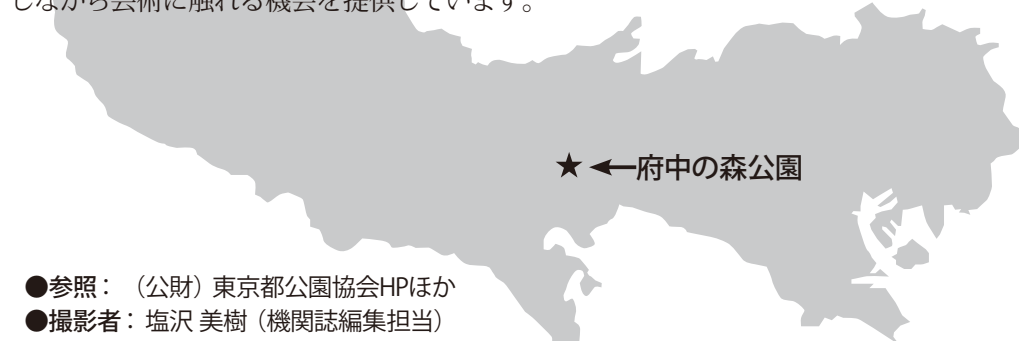 しながら芸術に触れる機会を提供しています。
★←府中の森公園
●参照：（公財）東京都公園協会HPほか
●撮影者：塩沢 美樹（機関誌編集担当）